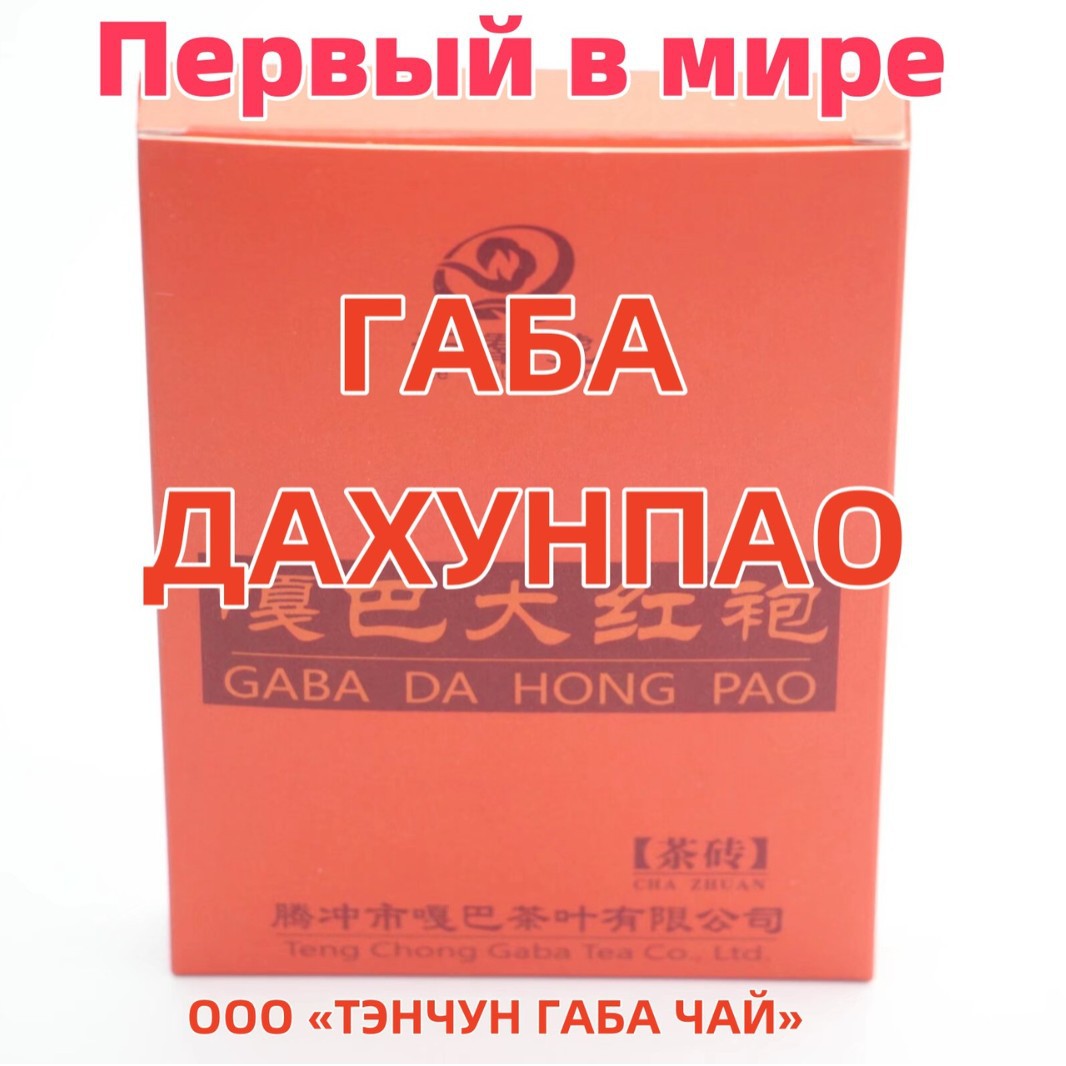 Первый в мире
ГАБА
ДАХУНПАО
嘎巴大红袍
GABA DA HONG PAO
【茶砖】
CHA ZHUAN
腾冲市嘎巴茶叶有限公司
Teng Chong Gaba Tea Co., Ltd.
ООО «ТЭНЧУН ГАБА ЧАЙ»